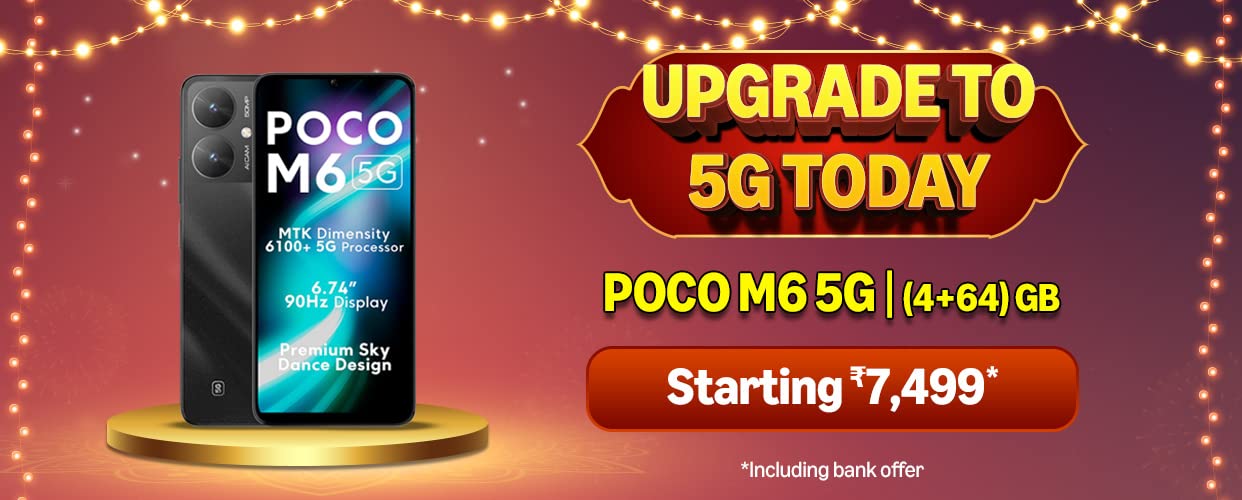 UPGRADE TO
5G TODAY
POCO M6 5G | (4+64) GB
Starting ₹7,499*
*Including bank offer
POCO
M6 5G
MTK Dimensity
6100+ 5G Processor
6.74"
90Hz Display
Premium Sky
Dance Design
50MP
AI CAM